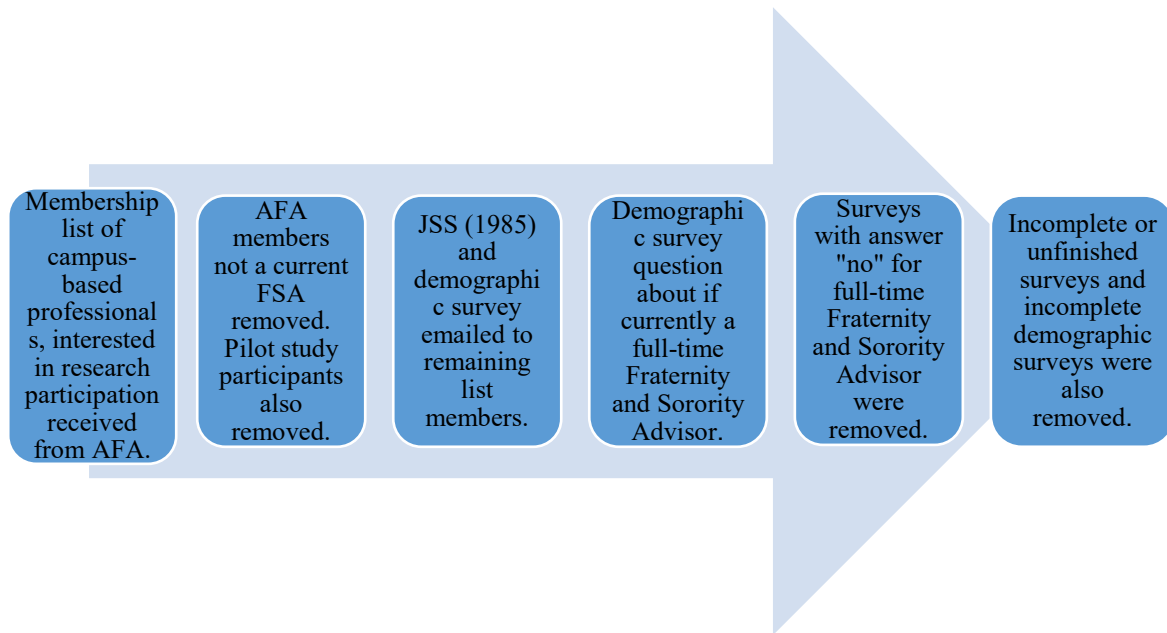 Membership
list of
campus-
based
professional
s, interested
in research
participation
received
from AFA.
AFA
members
not a current
FSA
removed.
Pilot study
participants
also
removed.
JSS (1985)
and
demographi
c survey
emailed to
remaining
list
members.
Demographi
c survey
question
about if
currently a
full-time
Fraternity
and Sorority
Advisor.
Surveys
with answer
"no" for
full-time
Fraternity
and Sorority
Advisor
were
removed.
Incomplete or
unfinished
surveys and
incomplete
demographic
surveys were
also
removed.